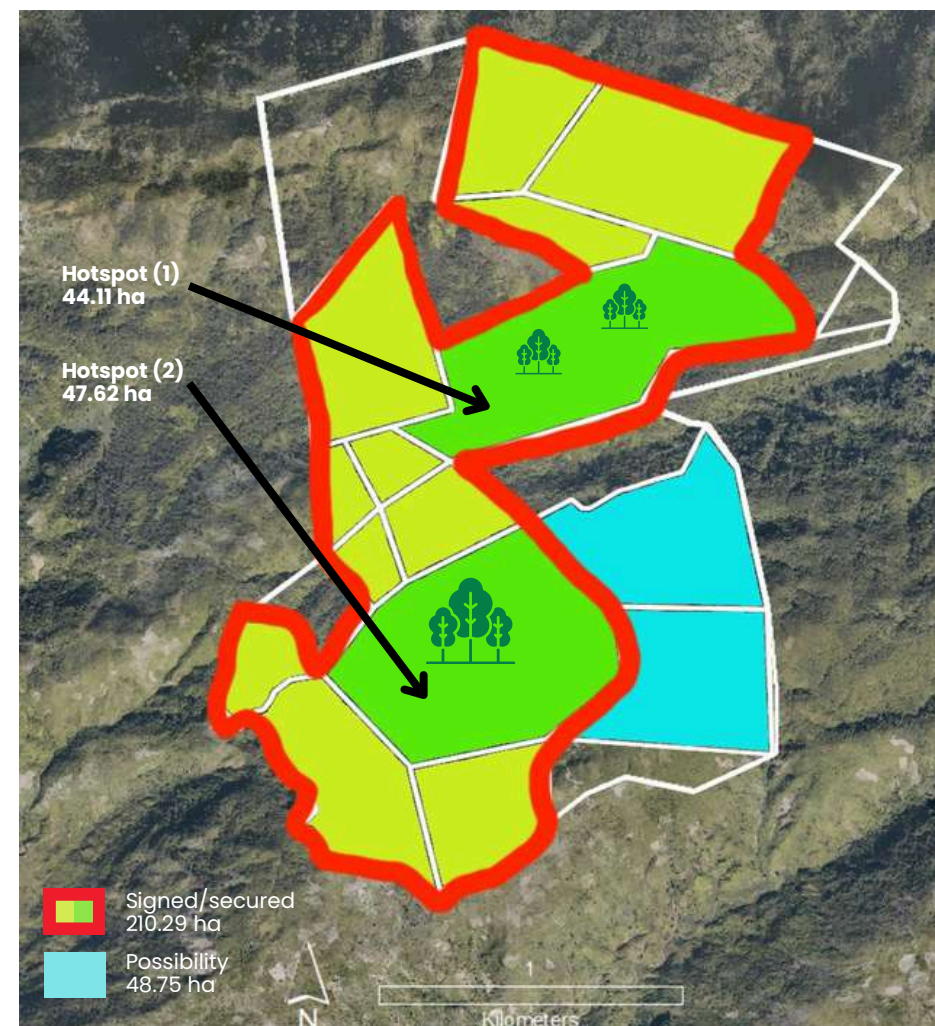 Hotspot (1)
44.11 ha
Hotspot (2)
47.62 ha
Signed/secured
210.29 ha
Possibility
48.75 ha
N
1
Kilometers